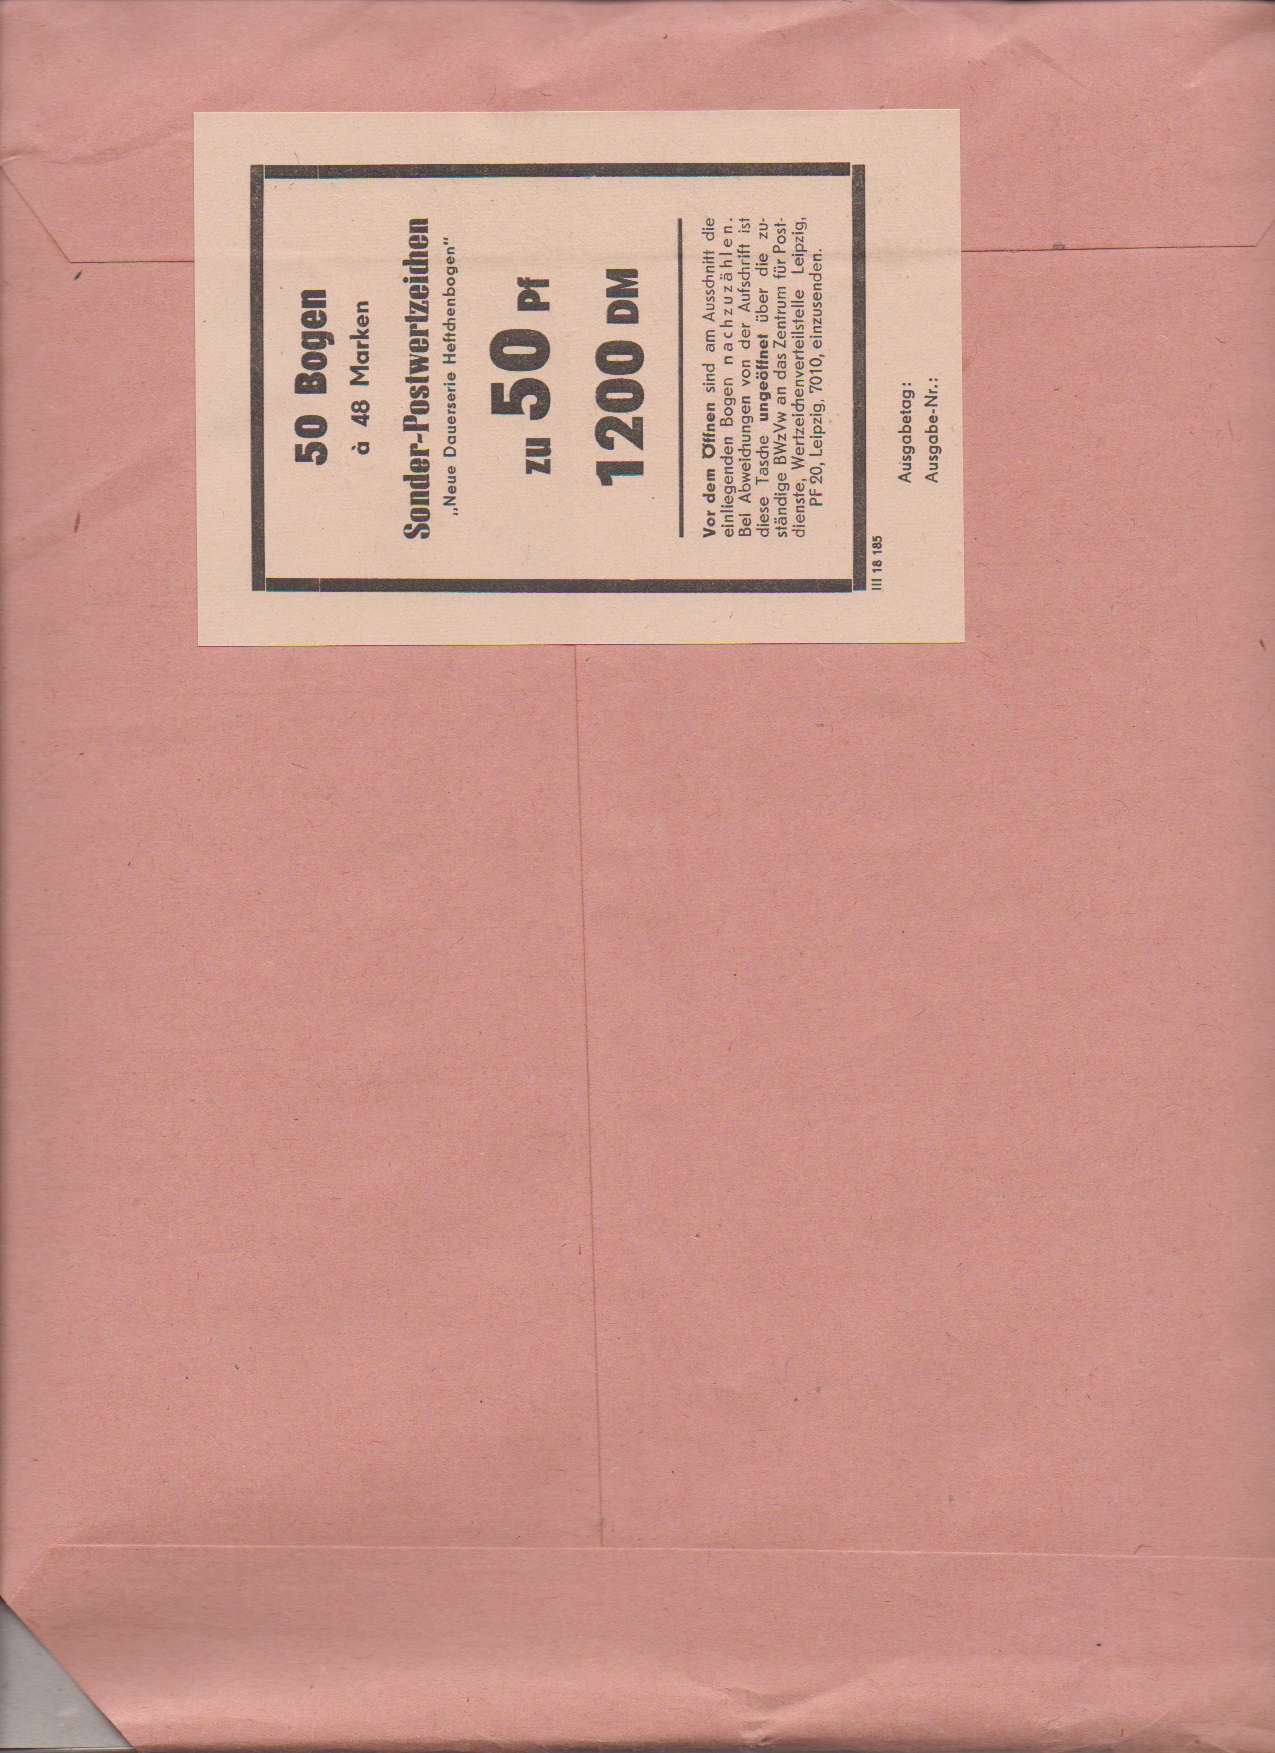 50 Bogen
à 48 Marken
Sonder-Postwertzeichen
„Neue Dauerserie Heftchenbogen"
zu 50 Pf
1200 DM
Vor dem Öffnen sind am Ausschnitt die
einliegenden Bogen nachzuzählen.
Bei Abweichungen von der Aufschrift ist
diese Tasche ungeöffnet über die zu-
ständige BWzVw an das Zentrum für Post-
dienste, Wertzeichenverteilstelle Leipzig,
PF 20, Leipzig, 7010, einzusenden.
III 18 185
Ausgabetag:
Ausgabe-Nr.: